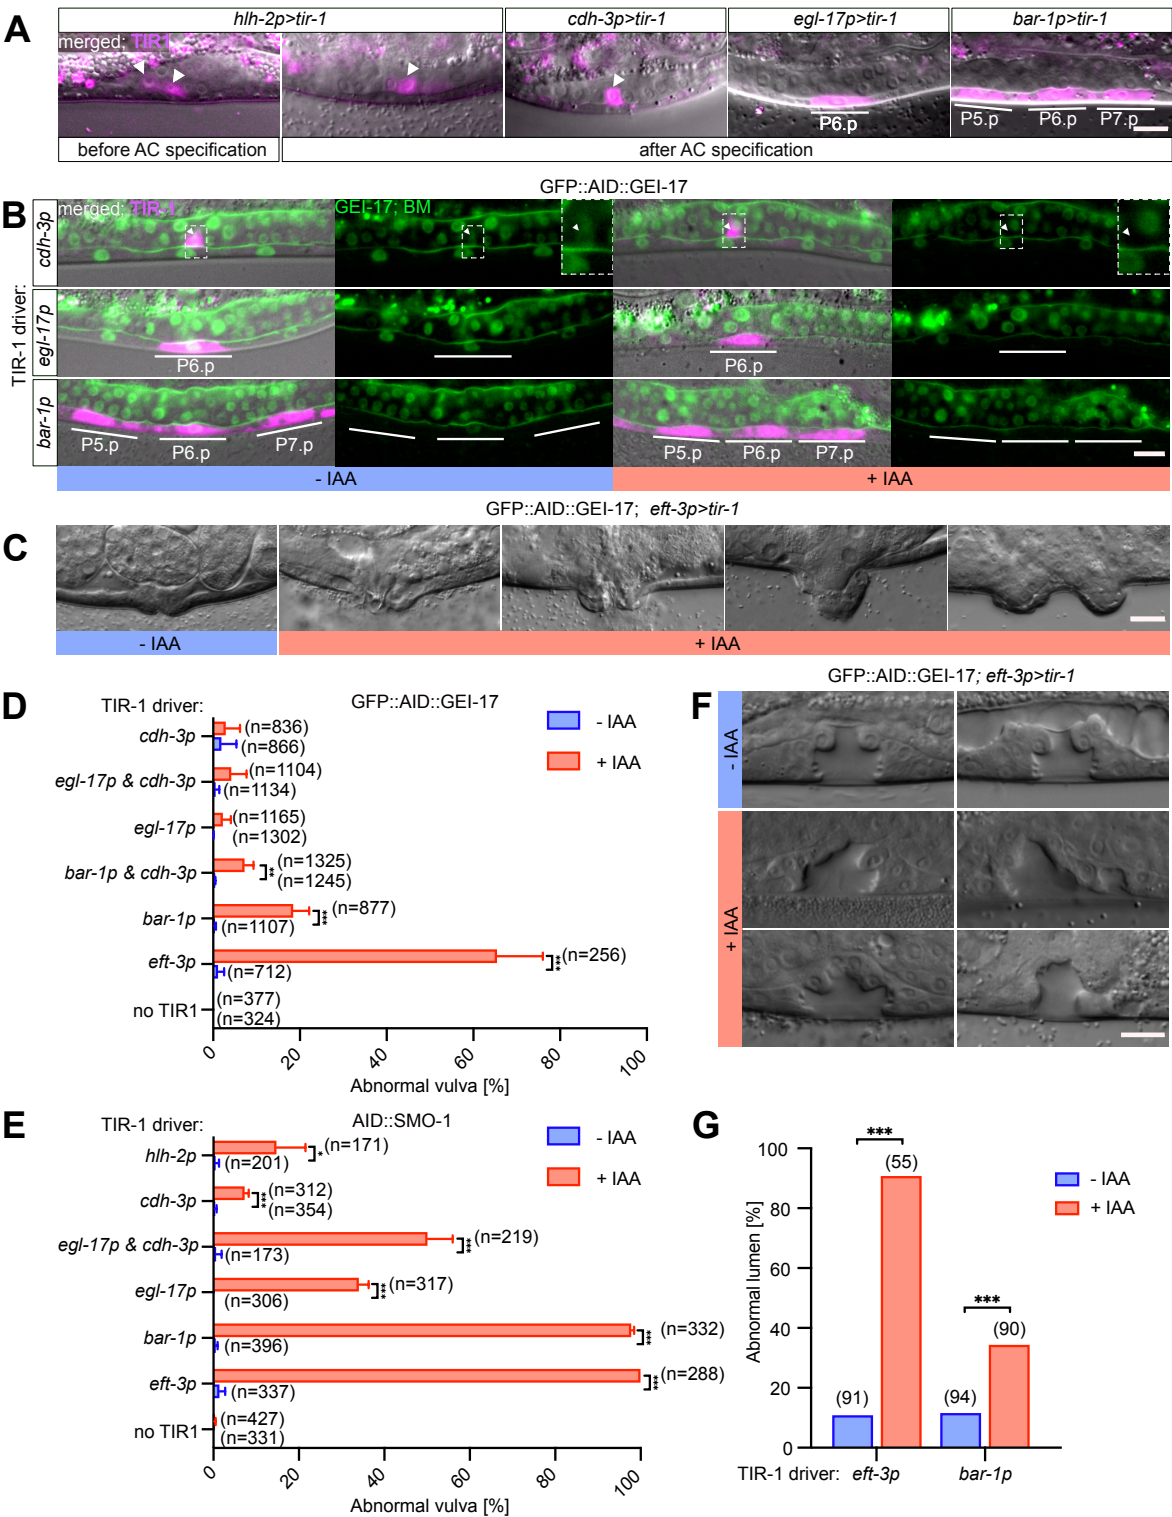 A
hlh-2p>tir-1
cdh-3p>tir-1
egl-17p>tir-1
bar-1p>tir-1
merged; TIR1
P6.p
P5.p
P6.p
P7.p
before AC specification
after AC specification
GFP::AID::GEI-17
B
TIR-1 driver:
cdh-3p
merged; TIR-1
GEI-17; BM
egl-17p
P6.p
P6.p
bar-1p
P5.p
P6.p
P7.p
P5.p
P6.p
P7.p
- IAA
+ IAA
GFP::AID::GEI-17; eft-3p>tir-1
C
- IAA
+ IAA
D
TIR-1 driver:
GFP::AID::GEI-17
- IAA
+ IAA
cdh-3p
(n=836)
(n=866)
egl-17p & cdh-3p
(n=1104)
(n=1134)
egl-17p
(n=1165)
(n=1302)
bar-1p & cdh-3p
**
(n=1325)
(n=1245)
bar-1p
***
(n=877)
(n=1107)
eft-3p
***
(n=256)
(n=712)
no TIR1
(n=377)
(n=324)
0
20
40
60
80
100
Abnormal vulva [%]
E
TIR-1 driver:
AID::SMO-1
- IAA
+ IAA
hlh-2p
*
(n=171)
(n=201)
cdh-3p
***
(n=312)
(n=354)
egl-17p & cdh-3p
***
(n=219)
(n=173)
egl-17p
***
(n=317)
(n=306)
bar-1p
***
(n=332)
(n=396)
eft-3p
***
(n=288)
(n=337)
no TIR1
(n=427)
(n=331)
0
20
40
60
80
100
Abnormal vulva [%]
GFP::AID::GEI-17; eft-3p>tir-1
F
- IAA
+ IAA
G
Abnormal lumen [%]
100
80
60
40
20
0
***
(55)
(91)
***
(90)
(94)
- IAA
+ IAA
TIR-1 driver: eft-3p bar-1p